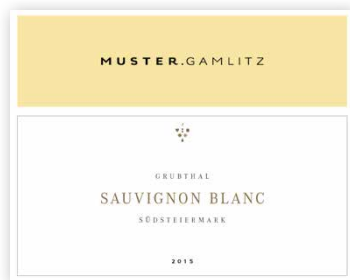 MUSTER.GAMLITZ
GRUBTHAL
SAUVIGNON BLANC
SÜDSTEIERMARK
2015